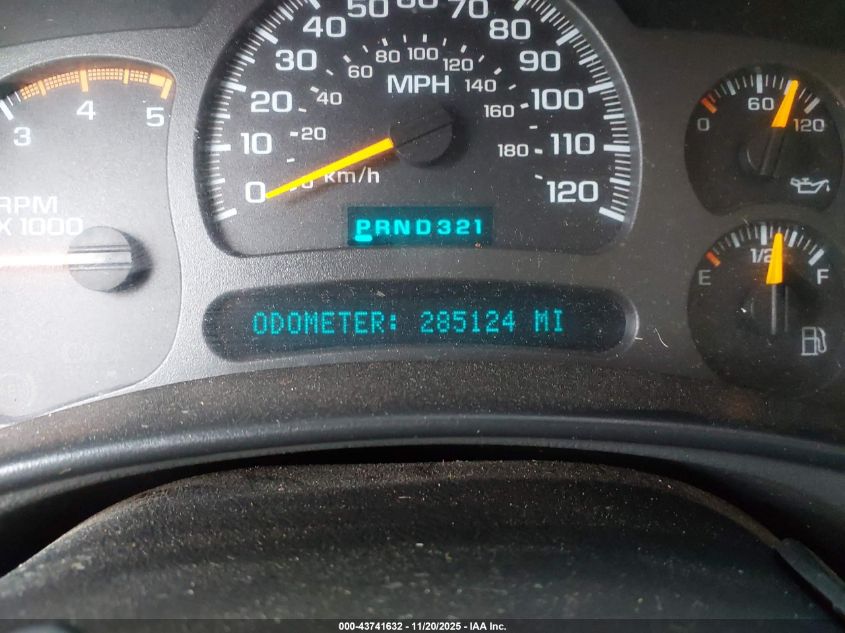 50 60 70
40 80
30 90
60 80 100 120
MPH
20 40 140 100
160
10 20 110
180
0 km/h 120
PRND321
ODOMETER: 285124 MI
3 4 5
RPM
X 1000
0 60 120
E 1/2 F
000-43741632 - 11/20/2025 - IAA Inc.